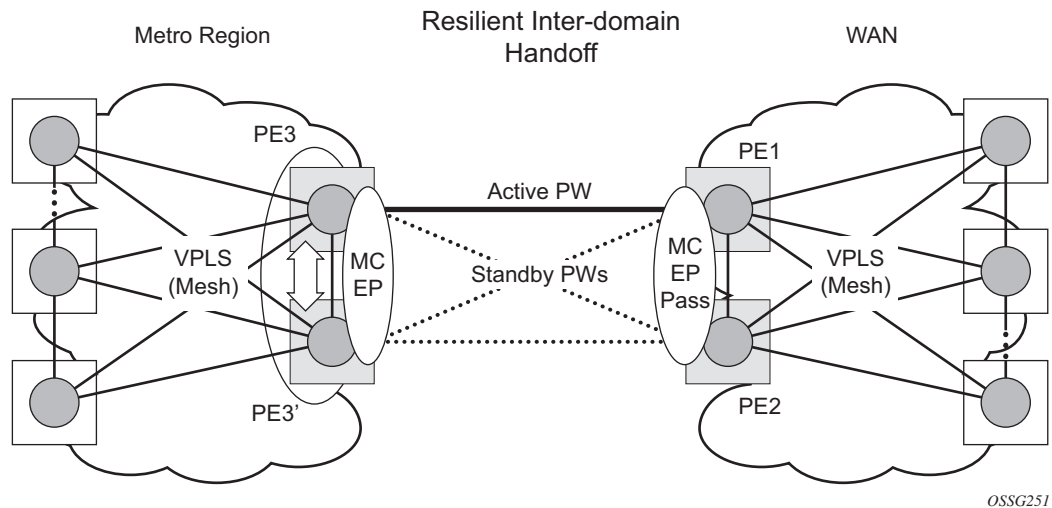 Resilient Inter-domain
Handoff
Metro Region
WAN
PE3
PE1
Active PW
VPLS
(Mesh)
MC
EP
Standby PWs
MC
EP
Pass
VPLS
(Mesh)
PE3’
PE2
OSSG251